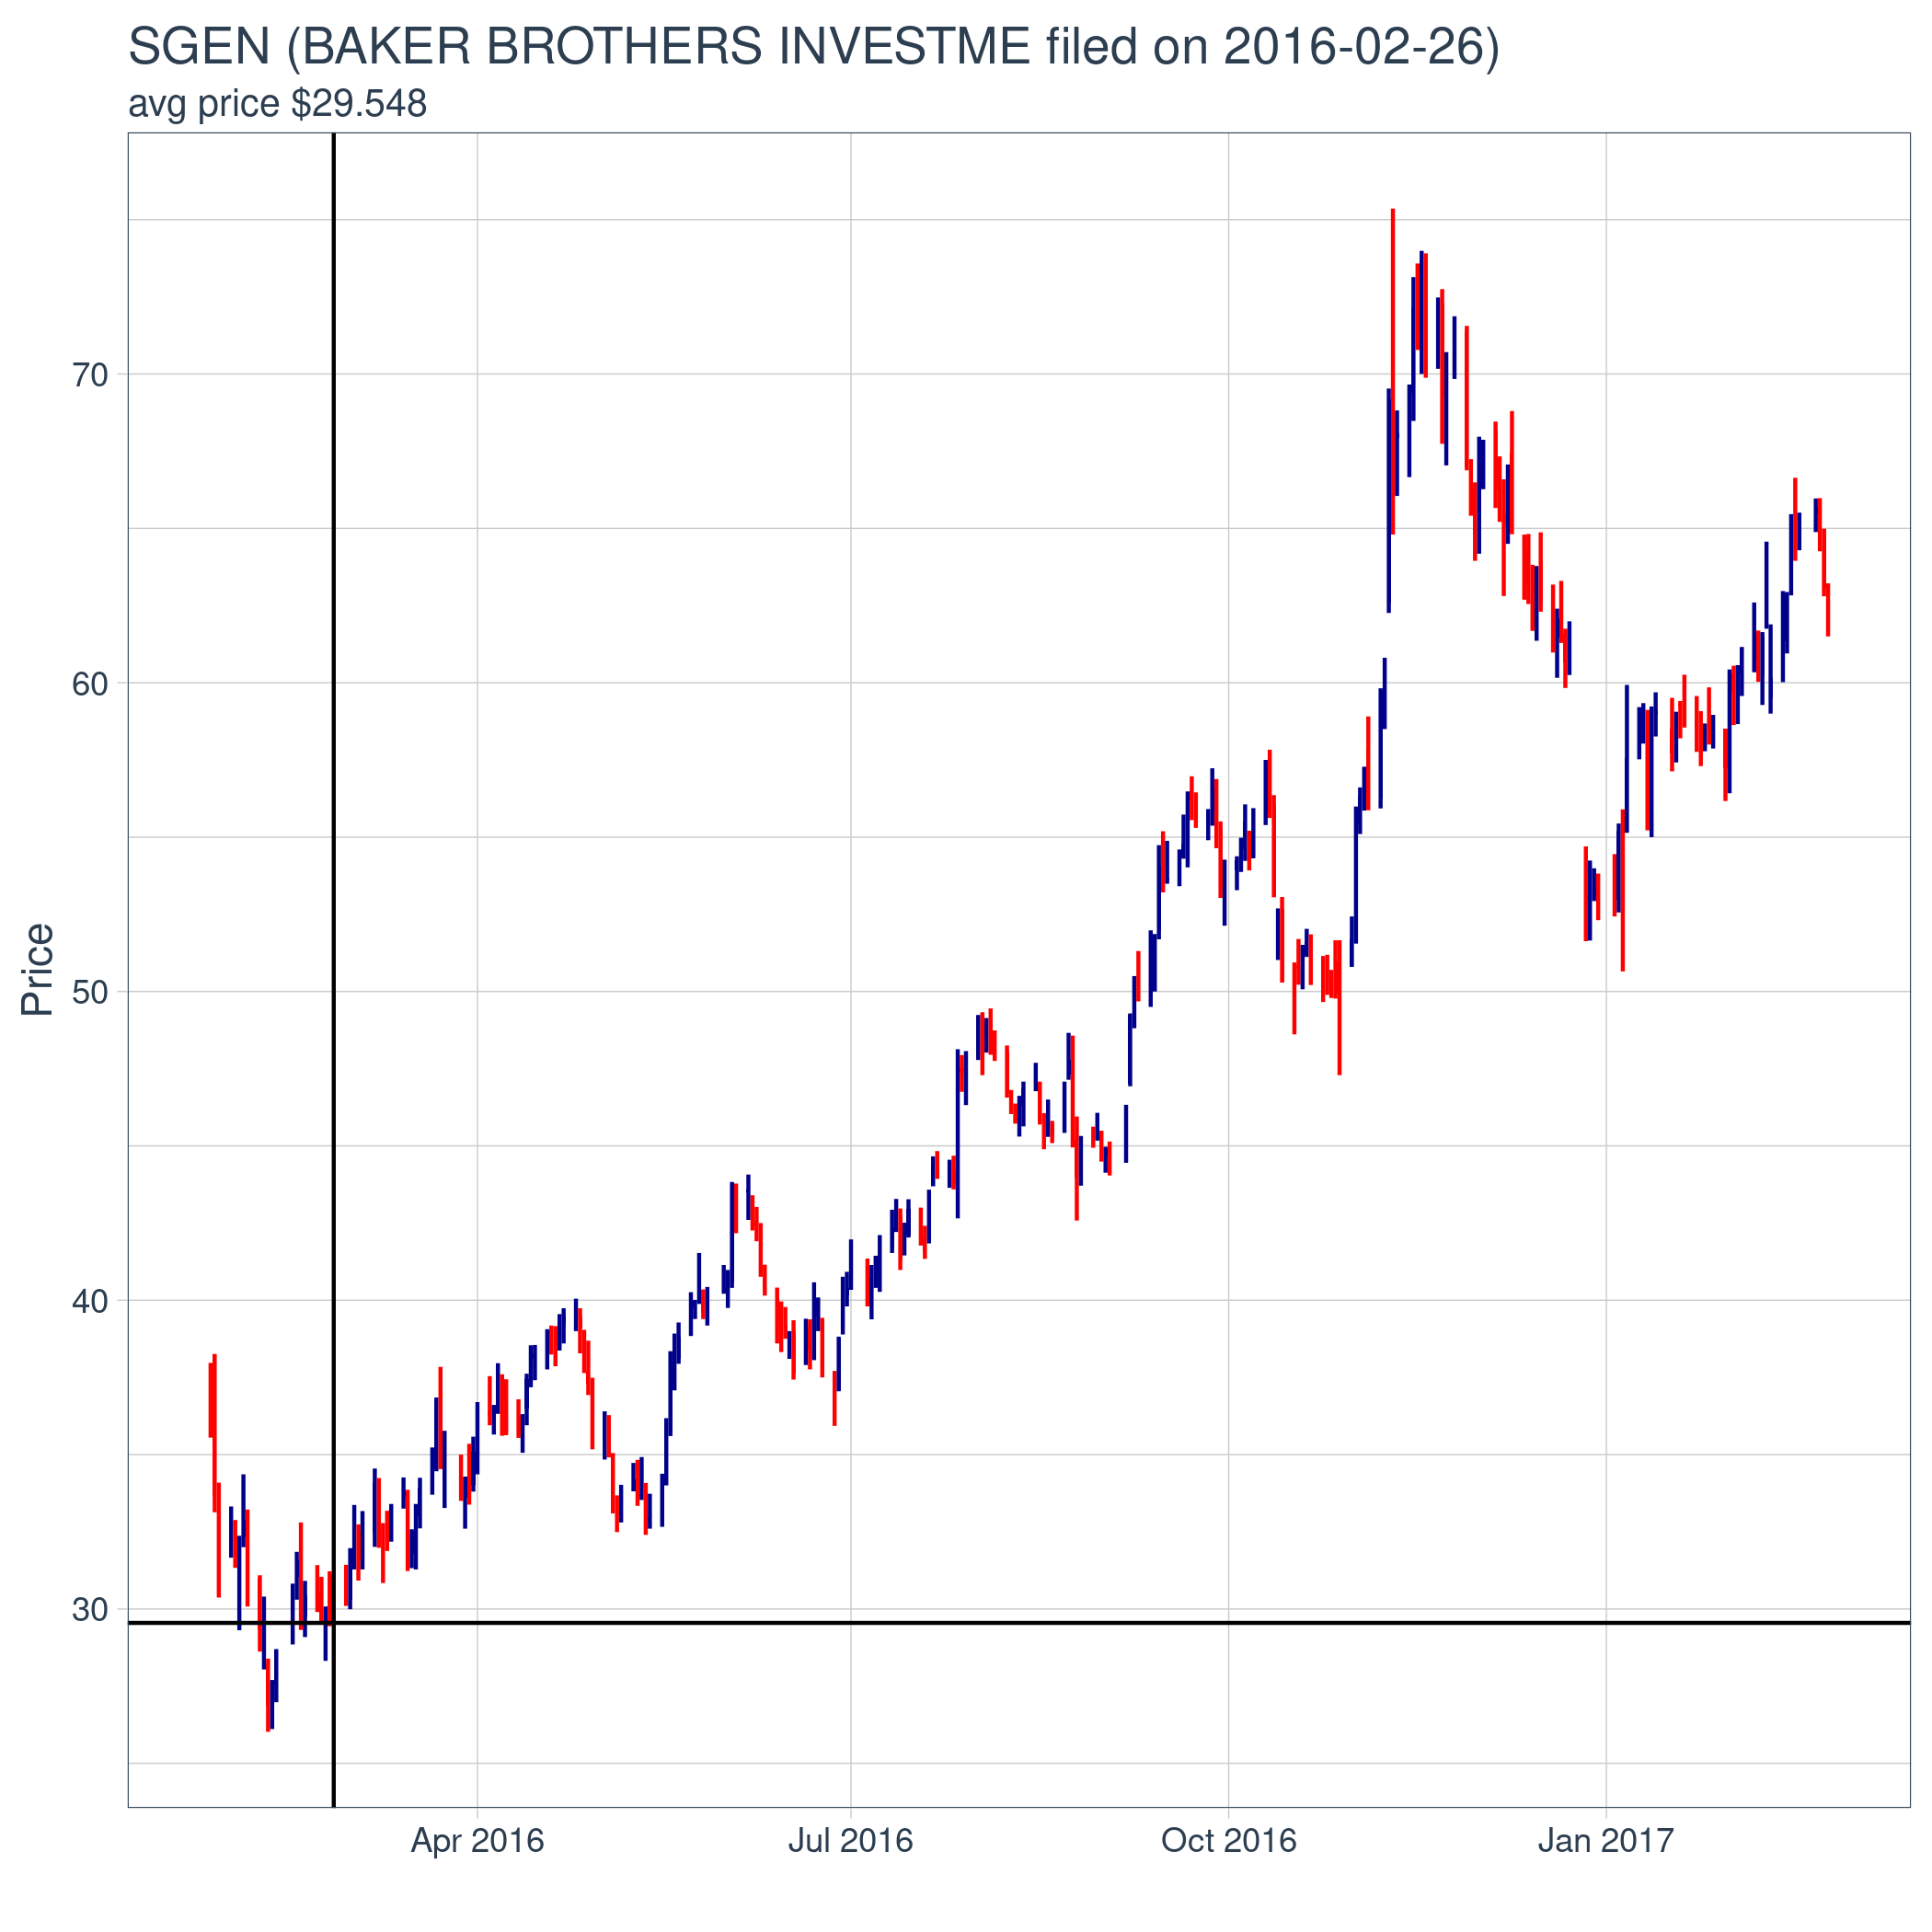 SGEN (BAKER BROTHERS INVESTME filed on 2016-02-26)
avg price $29.548
Price
70
60
50
40
30
Apr 2016
Jul 2016
Oct 2016
Jan 2017